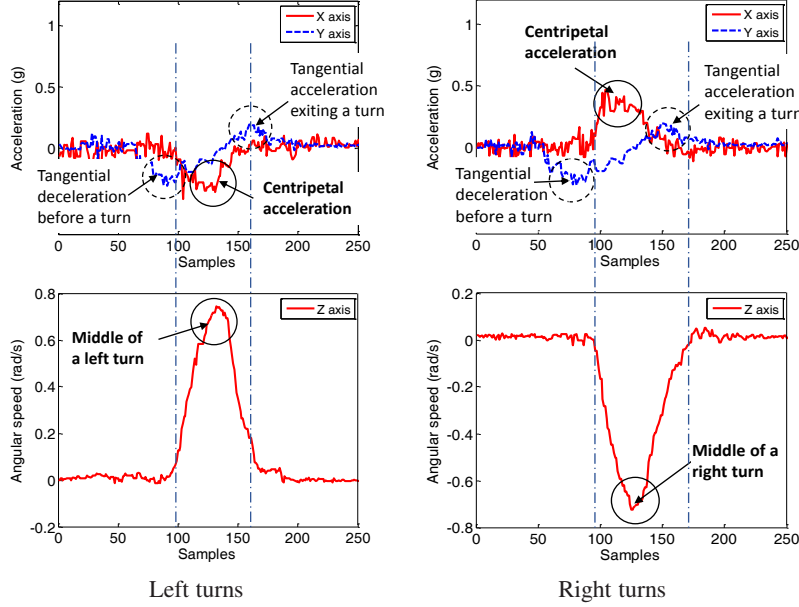 X axis
Y axis
Acceleration (g)
1
0.5
0
Tangential
acceleration
exiting a turn
Tangential
deceleration
before a turn
Centripetal
acceleration
0 50 100 150 200 250
Samples
X axis
Y axis
Acceleration (g)
1
0.5
0
Centripetal
acceleration
Tangential
acceleration
exiting a turn
Tangential
deceleration
before a turn
0 50 100 150 200 250
Samples
Z axis
Angular speed (rad/s)
0.8
0.6
0.4
0.2
0
-0.2
Middle of
a left turn
0 50 100 150 200 250
Samples
Left turns
Z axis
Angular speed (rad/s)
0.2
0
-0.2
-0.4
-0.6
-0.8
Middle of a
right turn
0 50 100 150 200 250
Samples
Right turns